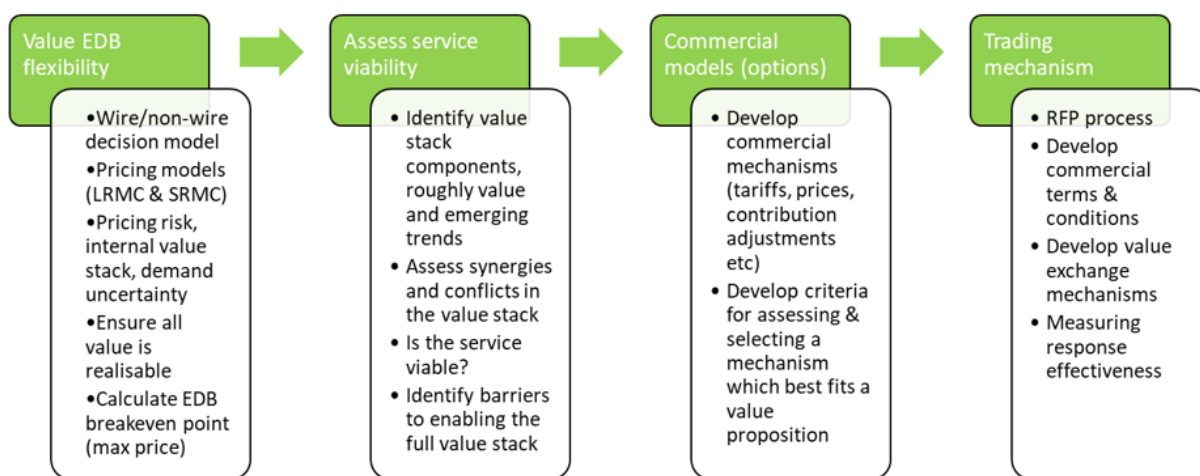 Value EDB
flexibility
•Wire/non-wire
decision model
•Pricing models
(LRMC & SRMC)
•Pricing risk,
internal value
stack, demand
uncertainty
•Ensure all
value is
realisable
•Calculate EDB
breakeven point
(max price)
Assess service
viability
• Identify value
stack
components,
roughly value
and emerging
trends
• Assess synergies
and conflicts in
the value stack
• Is the service
viable?
• Identify barriers
to enabling the
full value stack
Commercial
models (options)
• Develop
commercial
mechanisms
(tariffs, prices,
contribution
adjustments
etc)
• Develop criteria
for assessing &
selecting a
mechanism
which best fits a
value
proposition
Trading
mechanism
• RFP process
• Develop
commercial
terms &
conditions
• Develop value
exchange
mechanisms
• Measuring
response
effectiveness